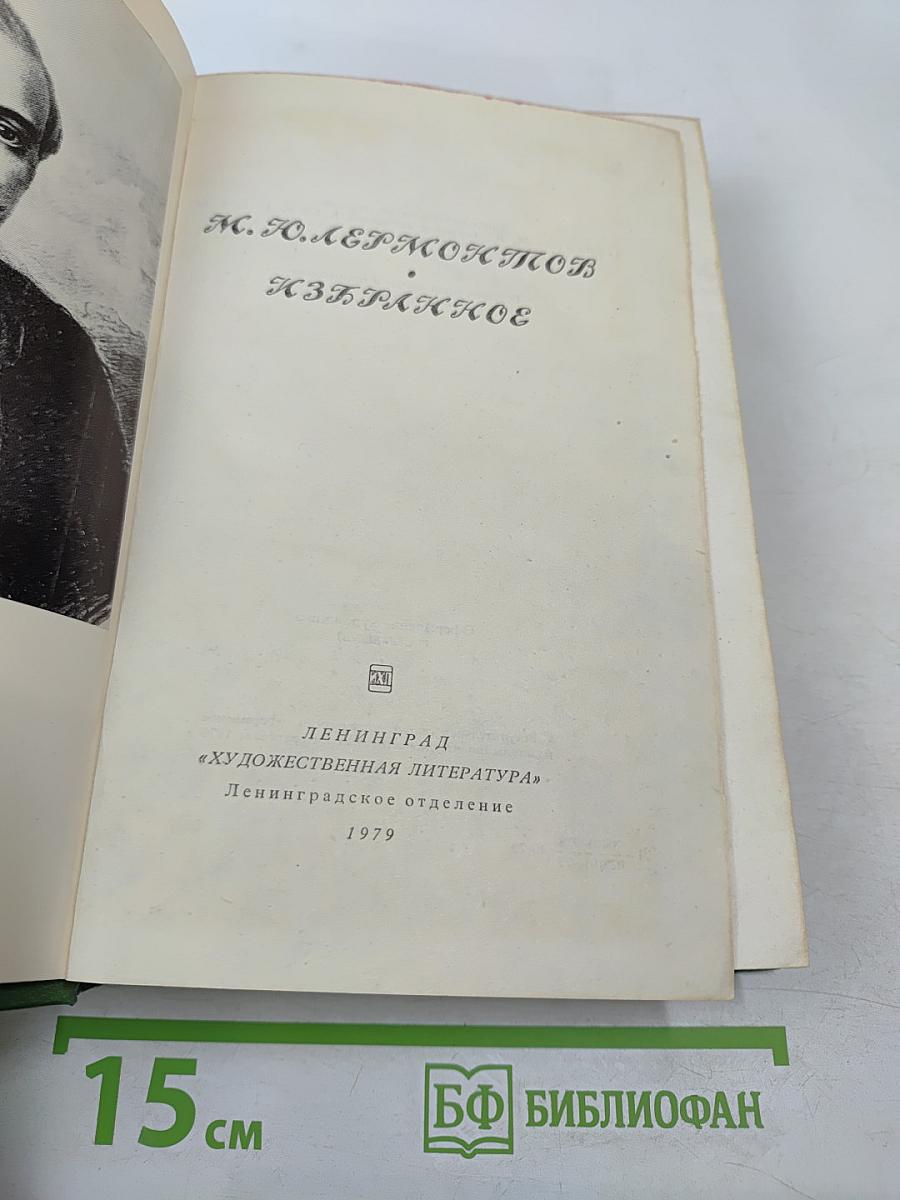 М. Ю. ЛЕРМОНТОВ
•
ИЗБРАННОЕ
ЛЕНИНГРАД
«ХУДОЖЕСТВЕННАЯ ЛИТЕРАТУРА»
Ленинградское отделение
1979
15 см
БФ БИБЛИОФАН